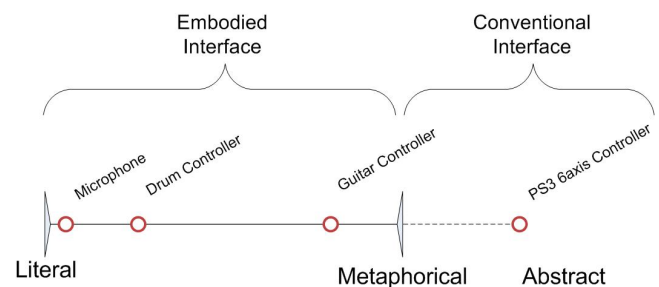 Embodied
Interface
Conventional
Interface
Microphone
Drum Controller
Guitar Controller
PS3 6axis Controller
Literal
Metaphorical
Abstract